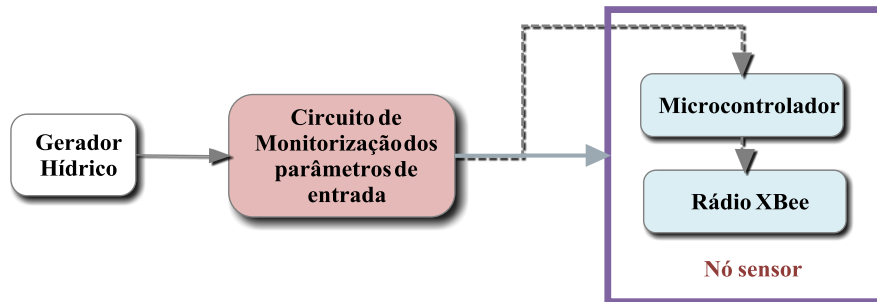 Gerador
Hídrico
Circuito de
Monitorização dos
parâmetros de
entrada
Microcontrolador
Rádio XBee
Nó sensor